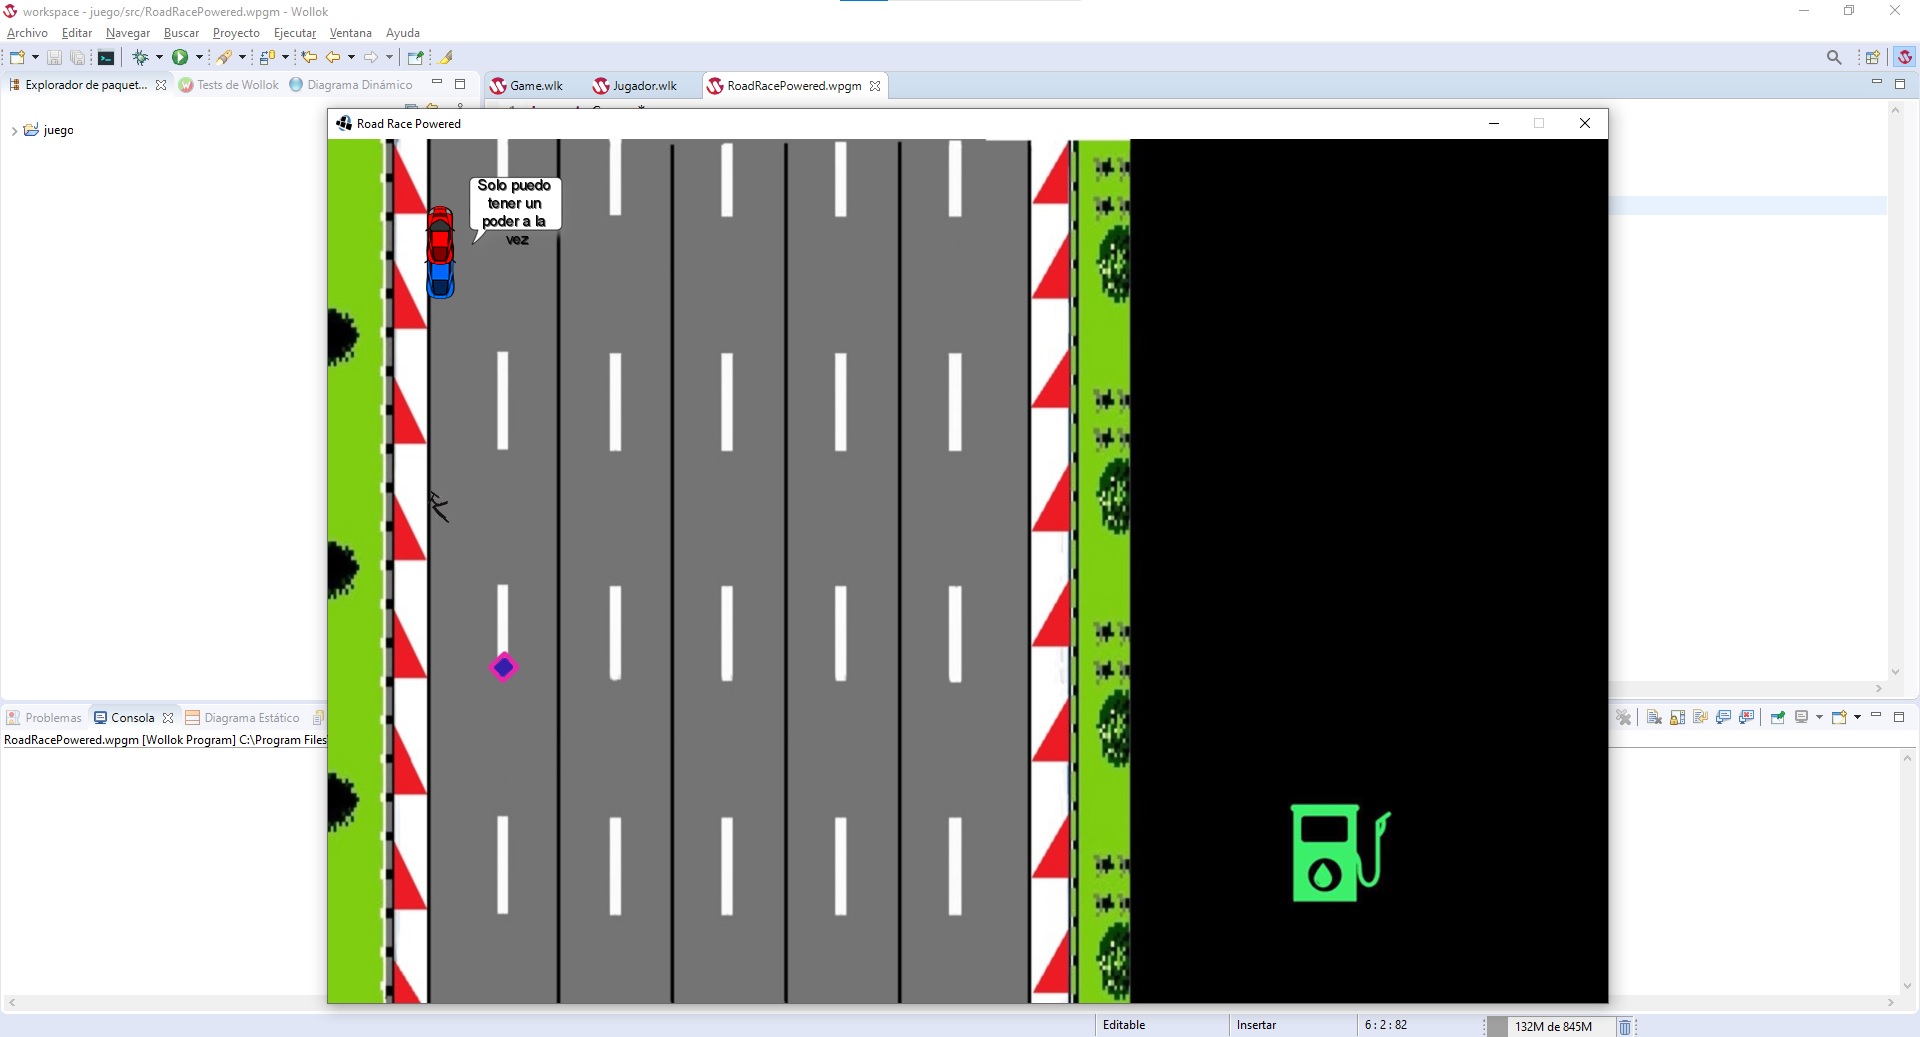 workspace - juego/src/RoadRacePowered.wpgm - Wollok
Archivo Editar Navegar Buscar Proyecto Ejecutar Ventana Ayuda
Explorador de paquet... Tests de Wollok Diagrama Dinámico
Game.wlk Jugador.wlk RoadRacePowered.wpgm
juego
Road Race Powered
Solo puedo
tener un
poder a la
vez
Problemas Consola Diagrama Estático
RoadRacePowered.wpgm [Wollok Program] C:\Program Files
Editable Insertar 6 : 2 : 82 132M de 845M